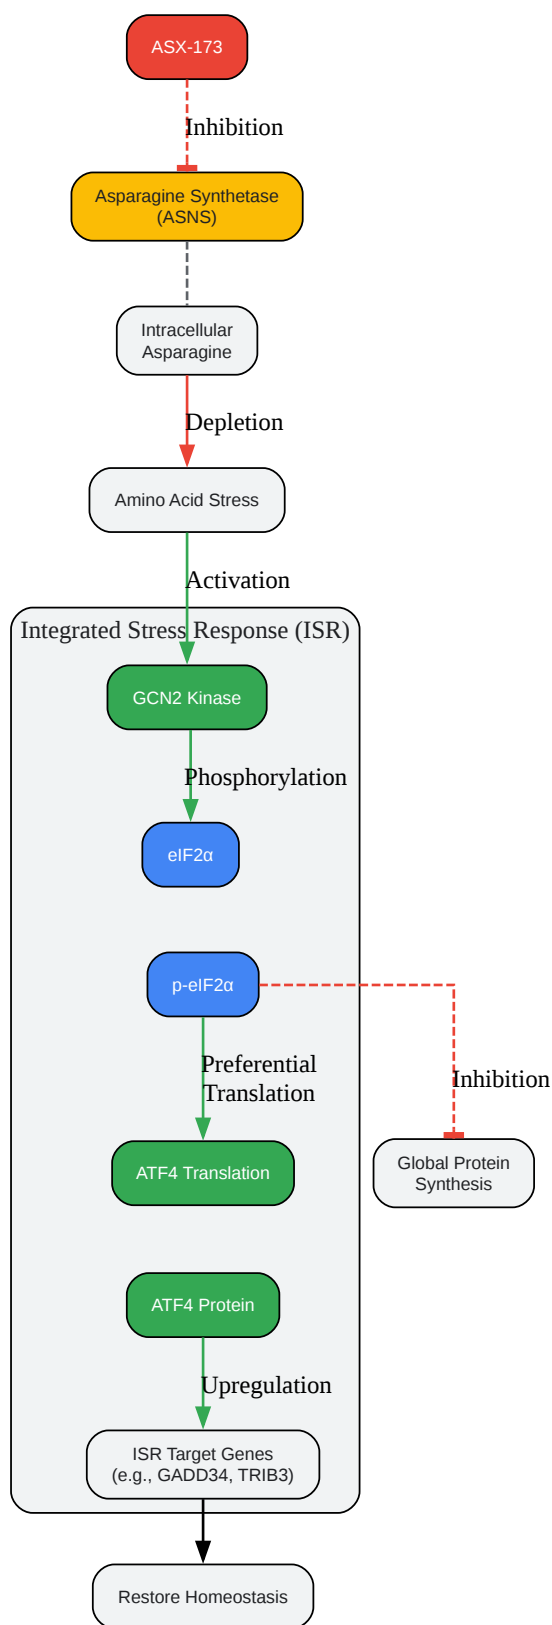 ASX-173
Inhibition
Asparagine Synthetase
(ASNS)
Intracellular
Asparagine
Depletion
Amino Acid Stress
Activation
Integrated Stress Response (ISR)
GCN2 Kinase
Phosphorylation
eIF2α
p-eIF2α
Preferential
Translation
Inhibition
ATF4 Translation
Global Protein
Synthesis
ATF4 Protein
Upregulation
ISR Target Genes
(e.g., GADD34, TRIB3)
Restore Homeostasis